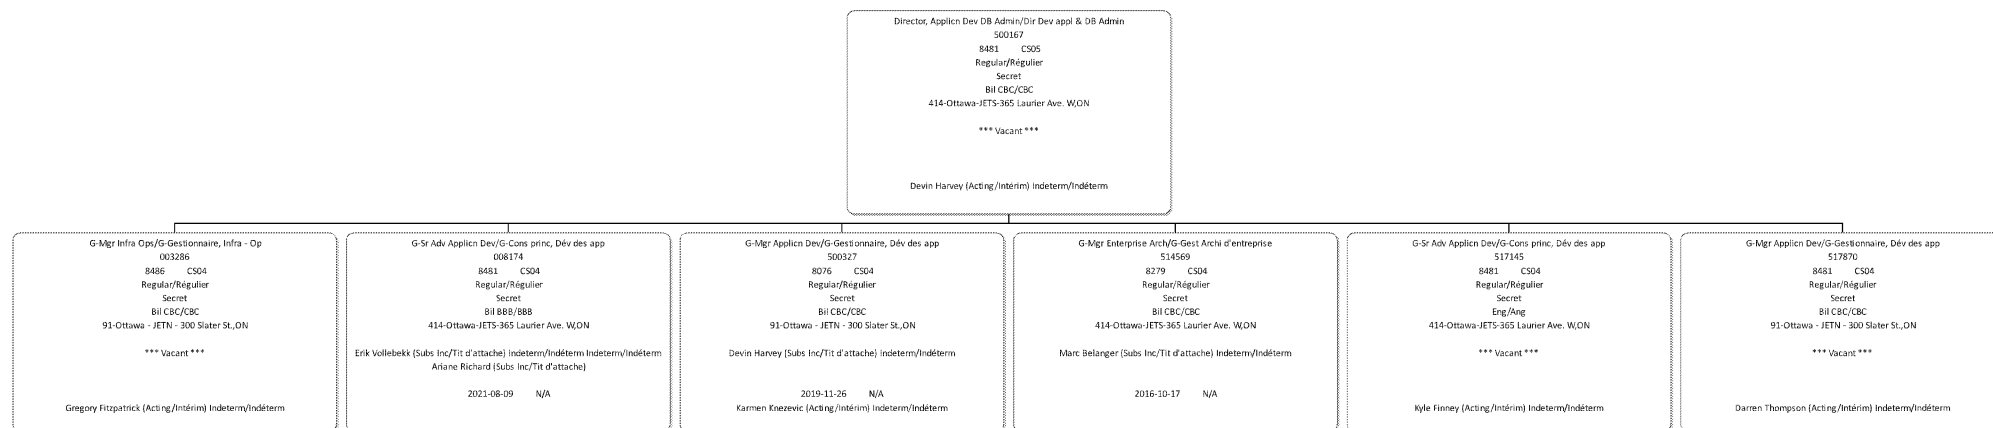 Director, Applicn Dev DB Admin/Dir Dev appl & DB Admin
500167
8481 CS05
Regular/Régulier
Secret
Bil CBC/CBC
414-Ottawa-JETS-365 Laurier Ave. W,ON
*** Vacant ***
Devin Harvey (Acting/Intérim) Indeterm/Indéterm
G-Mgr Infra Ops/G-Gestionnaire, Infra - Op
003286
8486 CS04
Regular/Régulier
Secret
Bil CBC/CBC
91-Ottawa - JETN - 300 Slater St.,ON
*** Vacant ***
Gregory Fitzpatrick (Acting/Intérim) Indeterm/Indéterm
G-Sr Adv Applicn Dev/G-Cons princ, Dév des app
008174
8481 CS04
Regular/Régulier
Secret
Bil BBB/BBB
414-Ottawa-JETS-365 Laurier Ave. W,ON
Erik Vollebekk (Subs Inc/Tit d'attache) Indeterm/Indéterm Indeterm/Indéterm
Ariane Richard (Subs Inc/Tit d'attache)
2021-08-09 N/A
G-Mgr Applicn Dev/G-Gestionnaire, Dév des app
500327
8076 CS04
Regular/Régulier
Secret
Bil CBC/CBC
91-Ottawa - JETN - 300 Slater St.,ON
Devin Harvey (Subs Inc/Tit d'attache) Indeterm/Indéterm
2019-11-26 N/A
Karmen Knezevic (Acting/Intérim) Indeterm/Indéterm
G-Mgr Enterprise Arch/G-Gest Archi d'entreprise
514569
8279 CS04
Regular/Régulier
Secret
Bil CBC/CBC
414-Ottawa-JETS-365 Laurier Ave. W,ON
Marc Belanger (Subs Inc/Tit d'attache) Indeterm/Indéterm
2016-10-17 N/A
G-Sr Adv Applicn Dev/G-Cons princ, Dév des app
517145
8481 CS04
Regular/Régulier
Secret
Eng/Ang
414-Ottawa-JETS-365 Laurier Ave. W,ON
*** Vacant ***
Kyle Finney (Acting/Intérim) Indeterm/Indéterm
G-Mgr Applicn Dev/G-Gestionnaire, Dév des app
517870
8481 CS04
Regular/Régulier
Secret
Bil CBC/CBC
91-Ottawa - JETN - 300 Slater St.,ON
*** Vacant ***
Darren Thompson (Acting/Intérim) Indeterm/Indéterm